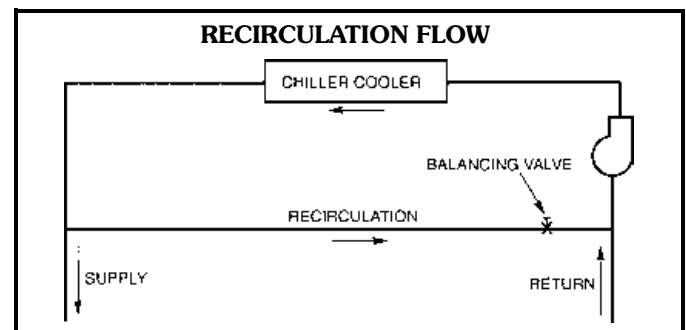 RECIRCULATION FLOW
CHILLER COOLER
BALANCING VALVE
RECIRCULATION
SUPPLY
RETURN